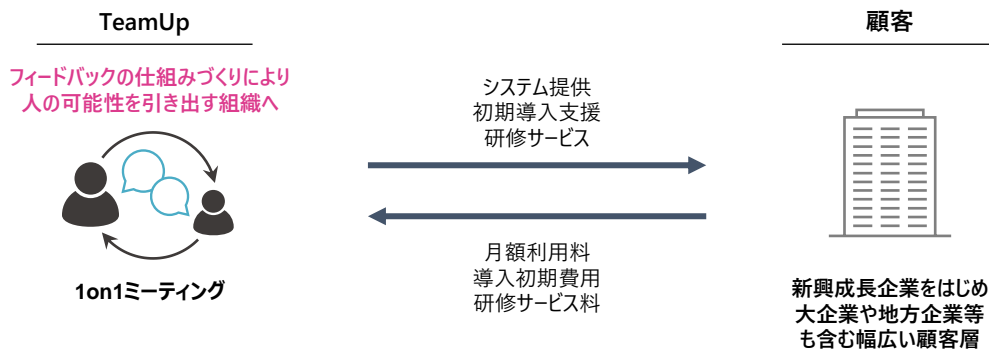 TeamUp
フィードバックの仕組みづくりにより
人の可能性を引き出す組織へ
1on1ミーティング
システム提供
初期導入支援
研修サービス
月額利用料
導入初期費用
研修サービス料
顧客
新興成長企業をはじめ
大企業や地方企業等
も含む幅広い顧客層